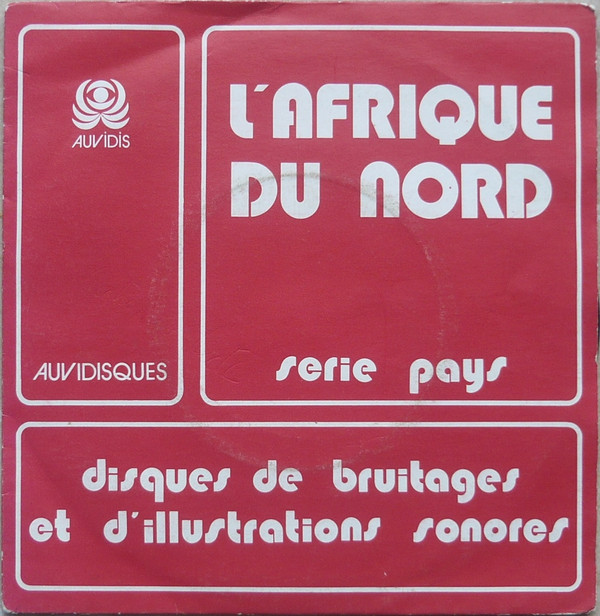 AUVIDIS
AUVIDISQUES
L'AFRIQUE
DU NORD
serie pays
disques de bruitages
et d'illustrations sonores